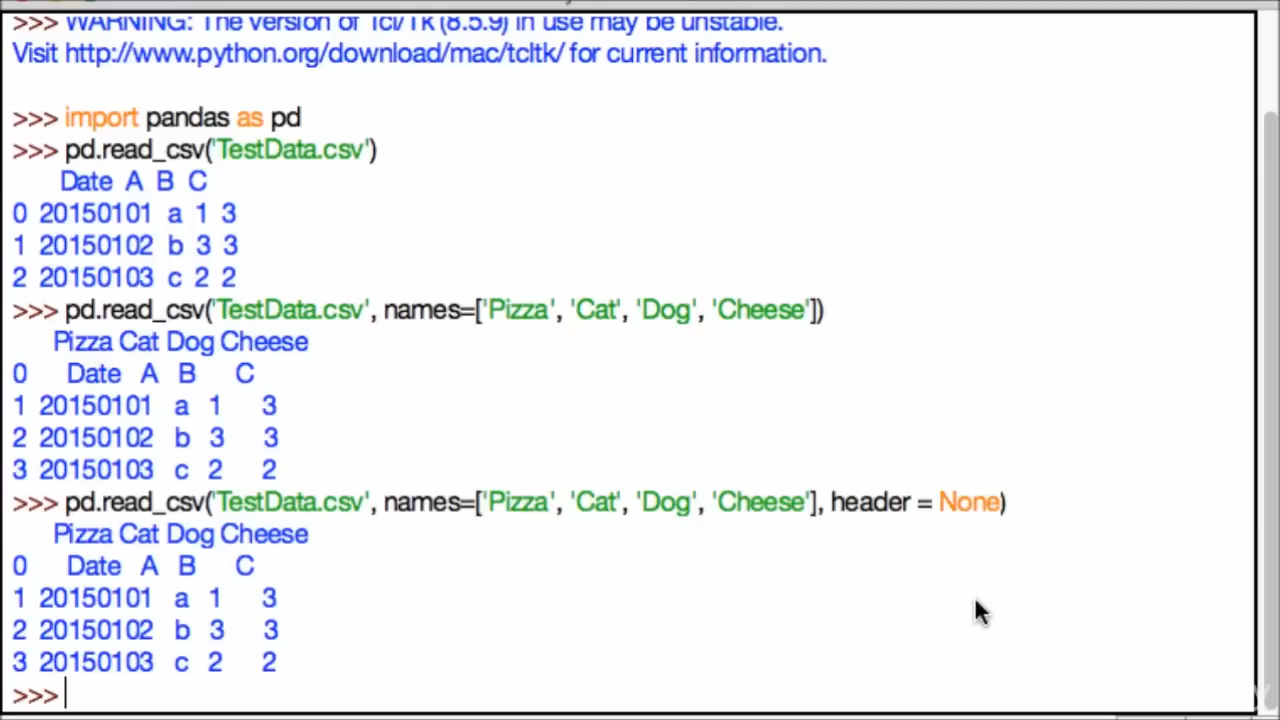 >>> WARNING: The version of Tcl/Tk (8.5.9) in use may be unstable.
Visit http://www.python.org/download/mac/tcltk/ for current information.
>>> import pandas as pd
>>> pd.read_csv('TestData.csv')
Date A B C
0 20150101 a 1 3
1 20150102 b 3 3
2 20150103 c 2 2
>>> pd.read_csv('TestData.csv', names=['Pizza', 'Cat', 'Dog', 'Cheese'])
Pizza Cat Dog Cheese
0 Date A B C
1 20150101 a 1 3
2 20150102 b 3 3
3 20150103 c 2 2
>>> pd.read_csv('TestData.csv', names=['Pizza', 'Cat', 'Dog', 'Cheese'], header = None)
Pizza Cat Dog Cheese
0 Date A B C
1 20150101 a 1 3
2 20150102 b 3 3
3 20150103 c 2 2
>>>